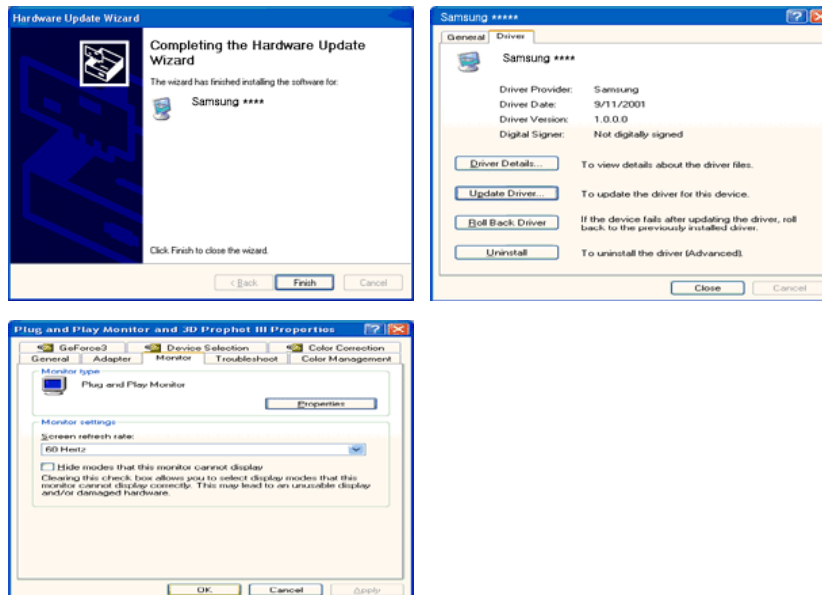 Hardware Update Wizard
Completing the Hardware Update
Wizard
The wizard has finished installing the software for:
Samsung ****
Click Finish to close the wizard.
< Back
Finish
Cancel
Samsung *****
General
Driver
Samsung ****
Driver Provider: Samsung
Driver Date: 9/11/2001
Driver Version: 1.0.0.0
Digital Signer: Not digitally signed
Driver Details... To view details about the driver files.
Update Driver... To update the driver for this device.
Roll Back Driver If the device fails after updating the driver, roll
back to the previously installed driver.
Uninstall To uninstall the driver (Advanced).
Close
Cancel
Plug and Play Monitor and 3D Prophet III Properties
GeForce3
Device Selection
Color Correction
General
Adapter
Monitor
Troubleshoot
Color Management
Monitor type
Plug and Play Monitor
Properties
Monitor settings
Screen refresh rate:
60 Hertz
Hide modes that this monitor cannot display
Clearing this check box allows you to select display modes that this
monitor cannot display correctly. This may lead to an unusable display
and/or damaged hardware.
OK
Cancel
Apply